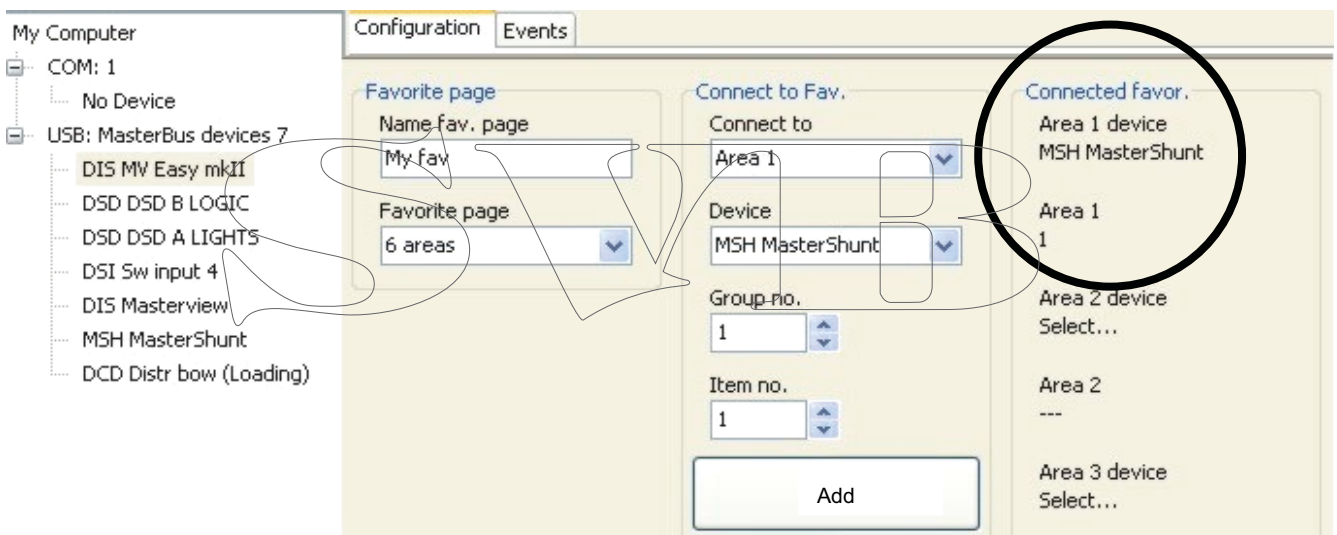 My Computer
COM: 1
No Device
USB: MasterBus devices 7
DIS MV Easy mkII
DSD DSD B LOGIC
DSD DSD A LIGHTS
DSI Sw input 4
DIS Masterview
MSH MasterShunt
DCD Distr bow (Loading)
Configuration
Events
Favorite page
Name fav. page
My fav
Favorite page
6 areas
Connect to Fav.
Connect to
Area 1
Device
MSH MasterShunt
Group no.
1
Item no.
1
Add
Connected favor.
Area 1 device
MSH MasterShunt
Area 1
1
Area 2 device
Select...
Area 2
---
Area 3 device
Select...
SVB